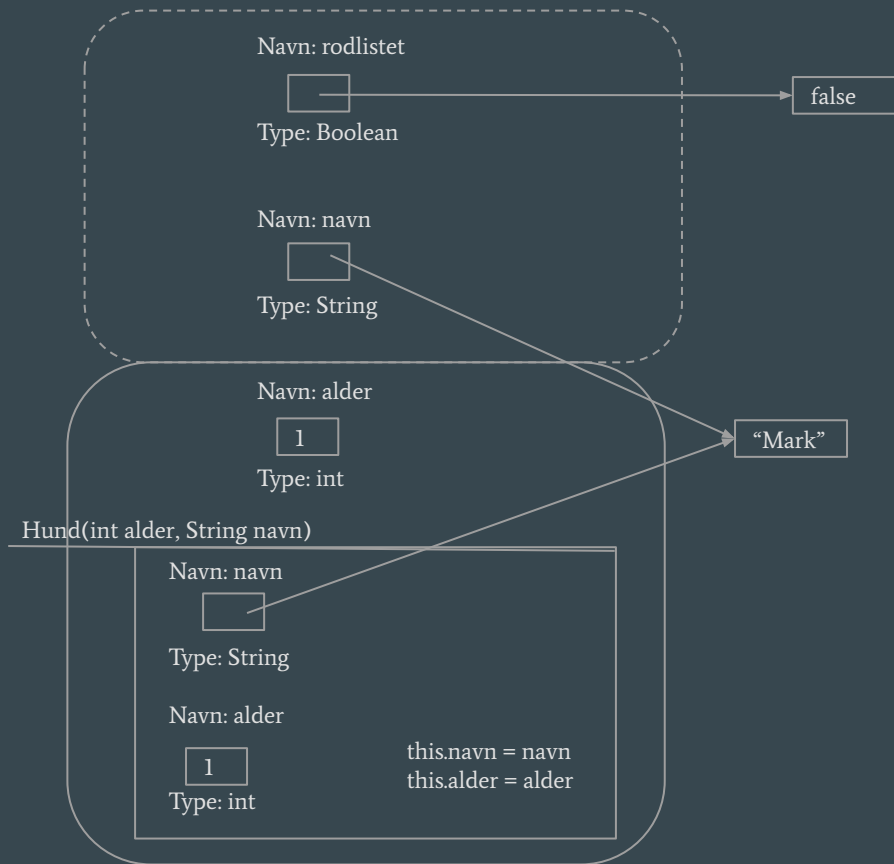 Navn: rodlistet
false
Type: Boolean
Navn: navn
Type: String
Navn: alder
1
“Mark”
Type: int
Hund(int alder, String navn)
Navn: navn
Type: String
Navn: alder
1
this.navn = navn
this.alder = alder
Type: int